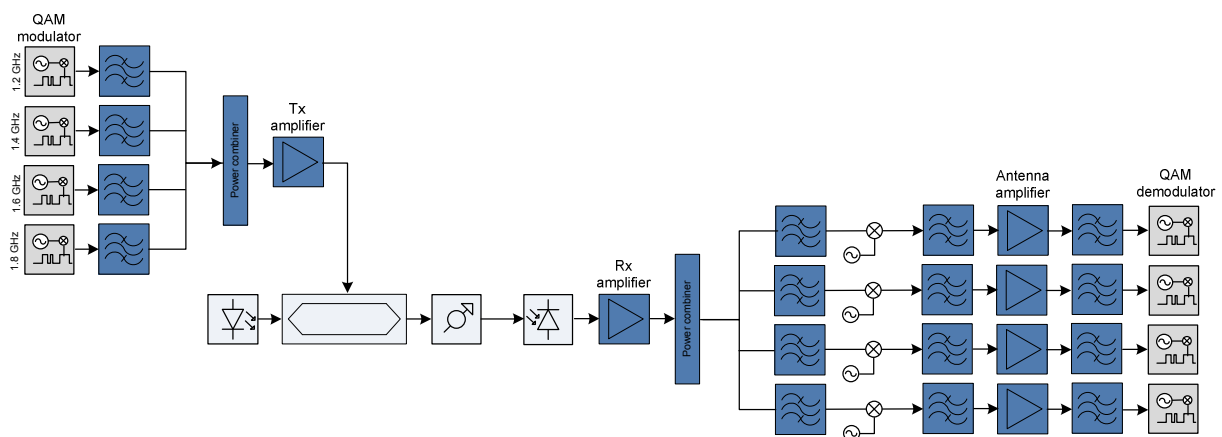 QAM
modulator
1.2 GHz
1.4 GHz
1.6 GHz
1.8 GHz
Power combiner
Tx
amplifier
Rx
amplifier
Power combiner
Antenna
amplifier
QAM
demodulator